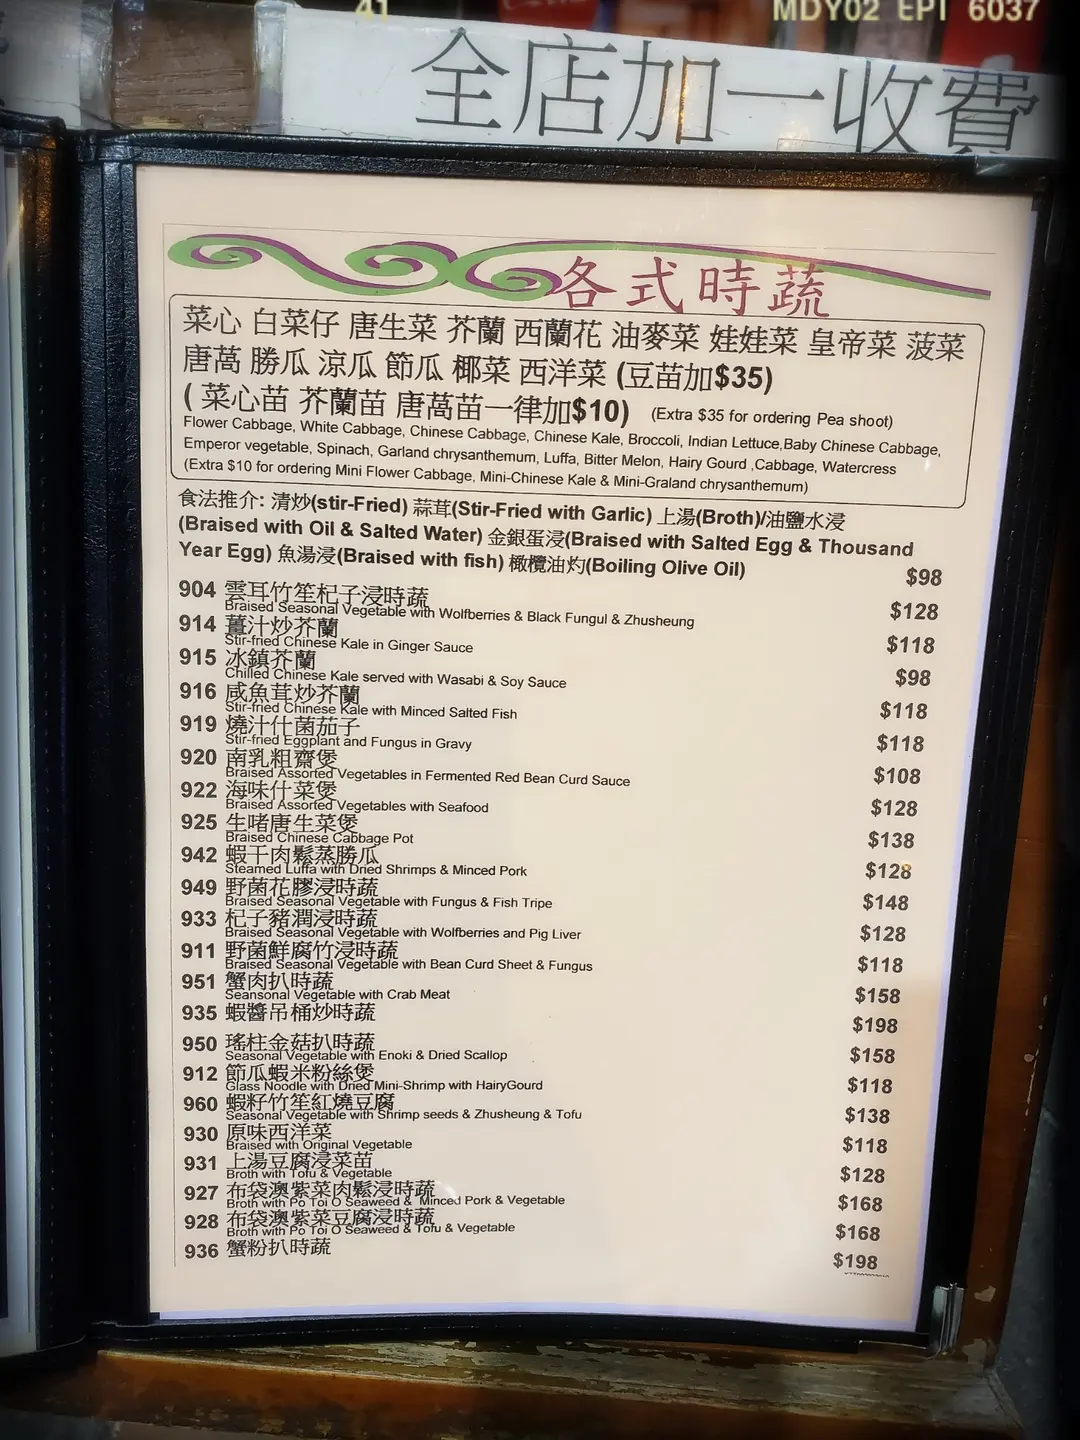 41
MDY02 EPI 6037
全店加一收費
各式時蔬
菜心 白菜仔 唐生菜 芥蘭 西蘭花 油麥菜 娃娃菜 皇帝菜 菠菜
唐萵 勝瓜 涼瓜 節瓜 椰菜 西洋菜 (豆苗加$35)
( 菜心苗 芥蘭苗 唐萵苗一律加$10) (Extra $35 for ordering Pea shoot)
Flower Cabbage, White Cabbage, Chinese Cabbage, Chinese Kale, Broccoli, Indian Lettuce,Baby Chinese Cabbage,
Emperor vegetable, Spinach, Garland chrysanthemum, Luffa, Bitter Melon, Hairy Gourd ,Cabbage, Watercress
(Extra $10 for ordering Mini Flower Cabbage, Mini-Chinese Kale & Mini-Graland chrysanthemum)
食法推介: 清炒(stir-Fried) 蒜茸(Stir-Fried with Garlic) 上湯(Broth)/油鹽水浸
(Braised with Oil & Salted Water) 金銀蛋浸(Braised with Salted Egg & Thousand
Year Egg) 魚湯浸(Braised with fish) 橄欖油灼(Boiling Olive Oil) $98
904 雲耳竹笙杞子浸時蔬 $128
Braised Seasonal Vegetable with Wolfberries & Black Fungul & Zhusheung
914 薑汁炒芥蘭 $118
Stir-fried Chinese Kale in Ginger Sauce
915 冰鎮芥蘭 $98
Chilled Chinese Kale served with Wasabi & Soy Sauce
916 咸魚茸炒芥蘭 $118
Stir-fried Chinese Kale with Minced Salted Fish
919 燒汁什菌茄子 $118
Stir-fried Eggplant and Fungus in Gravy
920 南乳粗齋煲 $108
Braised Assorted Vegetables in Fermented Red Bean Curd Sauce
922 海味什菜煲 $128
Braised Assorted Vegetables with Seafood
925 生啫唐生菜煲 $138
Braised Chinese Cabbage Pot
942 蝦干肉鬆蒸勝瓜 $128
Steamed Luffa with Dried Shrimps & Minced Pork
949 野菌花膠浸時蔬 $148
Braised Seasonal Vegetable with Fungus & Fish Tripe
933 杞子豬潤浸時蔬 $128
Braised Seasonal Vegetable with Wolfberries and Pig Liver
911 野菌鮮腐竹浸時蔬 $118
Braised Seasonal Vegetable with Bean Curd Sheet & Fungus
951 蟹肉扒時蔬 $158
Seansonal Vegetable with Crab Meat
935 蝦醬吊桶炒時蔬 $198
950 瑤柱金菇扒時蔬 $158
Seasonal Vegetable with Enoki & Dried Scallop
912 節瓜蝦米粉絲煲 $118
Glass Noodle with Dried Mini-Shrimp with HairyGourd
960 蝦籽竹笙紅燒豆腐 $138
Seasonal Vegetable with Shrimp seeds & Zhusheung & Tofu
930 原味西洋菜 $118
Braised with Original Vegetable
931 上湯豆腐浸菜苗 $128
Broth with Tofu & Vegetable
927 布袋澳紫菜肉鬆浸時蔬 $168
Broth with Po Toi O Seaweed & Minced Pork & Vegetable
928 布袋澳紫菜豆腐浸時蔬 $168
Broth with Po Toi O Seaweed & Tofu & Vegetable
936 蟹粉扒時蔬 $198